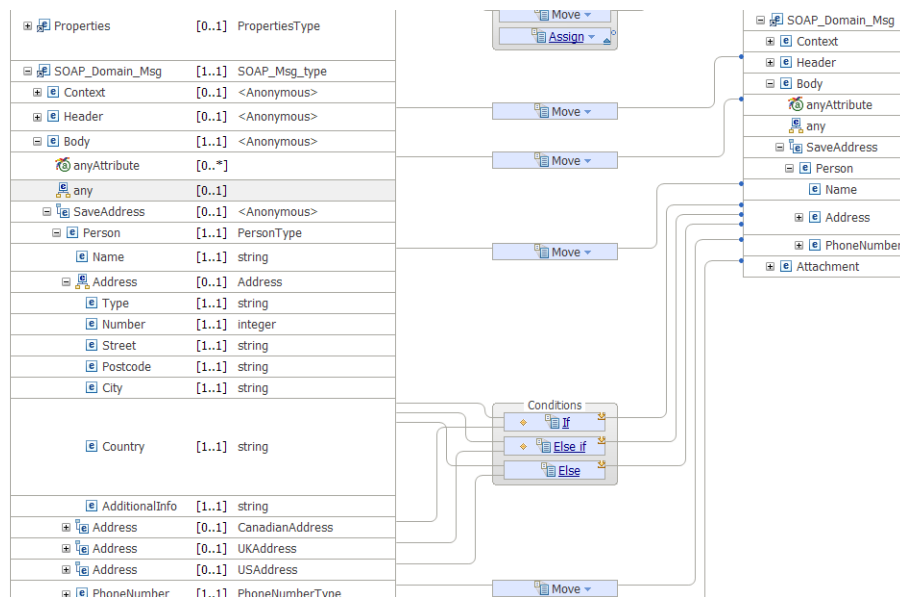 Properties [0..1] PropertiesType
SOAP_Domain_Msg [1..1] SOAP_Msg_type
Context [0..1] <Anonymous>
Header [0..1] <Anonymous>
Body [1..1] <Anonymous>
anyAttribute [0..*]
any [0..1]
SaveAddress [0..1] <Anonymous>
Person [1..1] PersonType
Name [1..1] string
Address [0..1] Address
Type [1..1] string
Number [1..1] integer
Street [1..1] string
Postcode [1..1] string
City [1..1] string
Country [1..1] string
AdditionalInfo [1..1] string
Address [0..1] CanadianAddress
Address [0..1] UKAddress
Address [0..1] USAddress
PhoneNumber [1..1] PhoneNumberType
Move
Assign
Move
Move
Move
Conditions
If
Else if
Else
Move
SOAP_Domain_Msg
Context
Header
Body
anyAttribute
any
SaveAddress
Person
Name
Address
PhoneNumber
Attachment